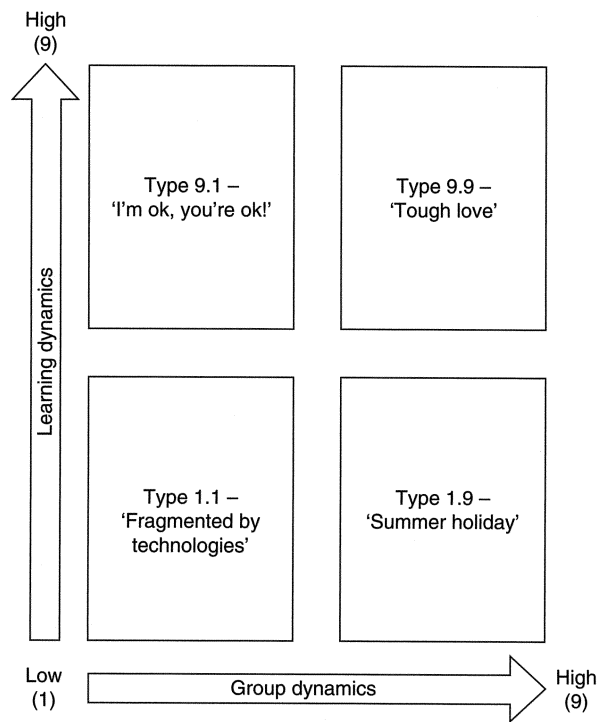 High
(9)
Type 9.1 –
‘I’m ok, you’re ok!’
Type 9.9 –
‘Tough love’
Learning dynamics
Type 1.1 –
‘Fragmented by
technologies’
Type 1.9 –
‘Summer holiday’
Low
(1)
Group dynamics
High
(9)